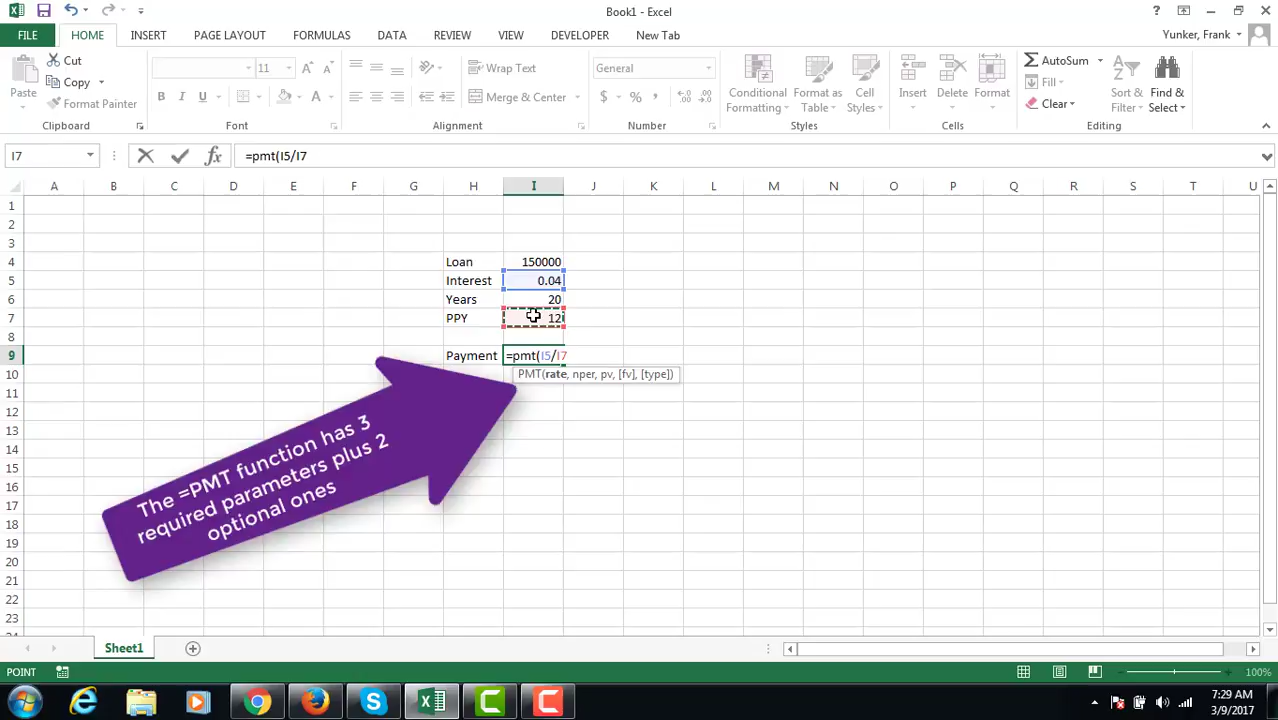 Book1 - Excel
?
FILE HOME INSERT PAGE LAYOUT FORMULAS DATA REVIEW VIEW DEVELOPER New Tab Yunker, Frank
Paste
Cut
Copy
Format Painter
Clipboard
11 A A
B I U A
Font
Wrap Text
Merge & Center
Alignment
General
$ % ,
Number
Conditional Formatting
Format as Table
Cell Styles
Styles
Insert Delete Format
Cells
AutoSum
Fill
Clear
Sort & Filter
Find & Select
Editing
I7 fx =pmt(I5/I7
A B C D E F G H I J K L M N O P Q R S T U
1
2
3
4 Loan 150000
5 Interest 0.04
6 Years 20
7 PPY 12
8
9 Payment =pmt(I5/I7
10 PMT(rate, nper, pv, [fv], [type])
11
12
13
14
15
16
17
18
19
20
21
22
23
24
The =PMT function has 3
required parameters plus 2
optional ones
Sheet1
POINT 100%
7:29 AM
3/9/2017